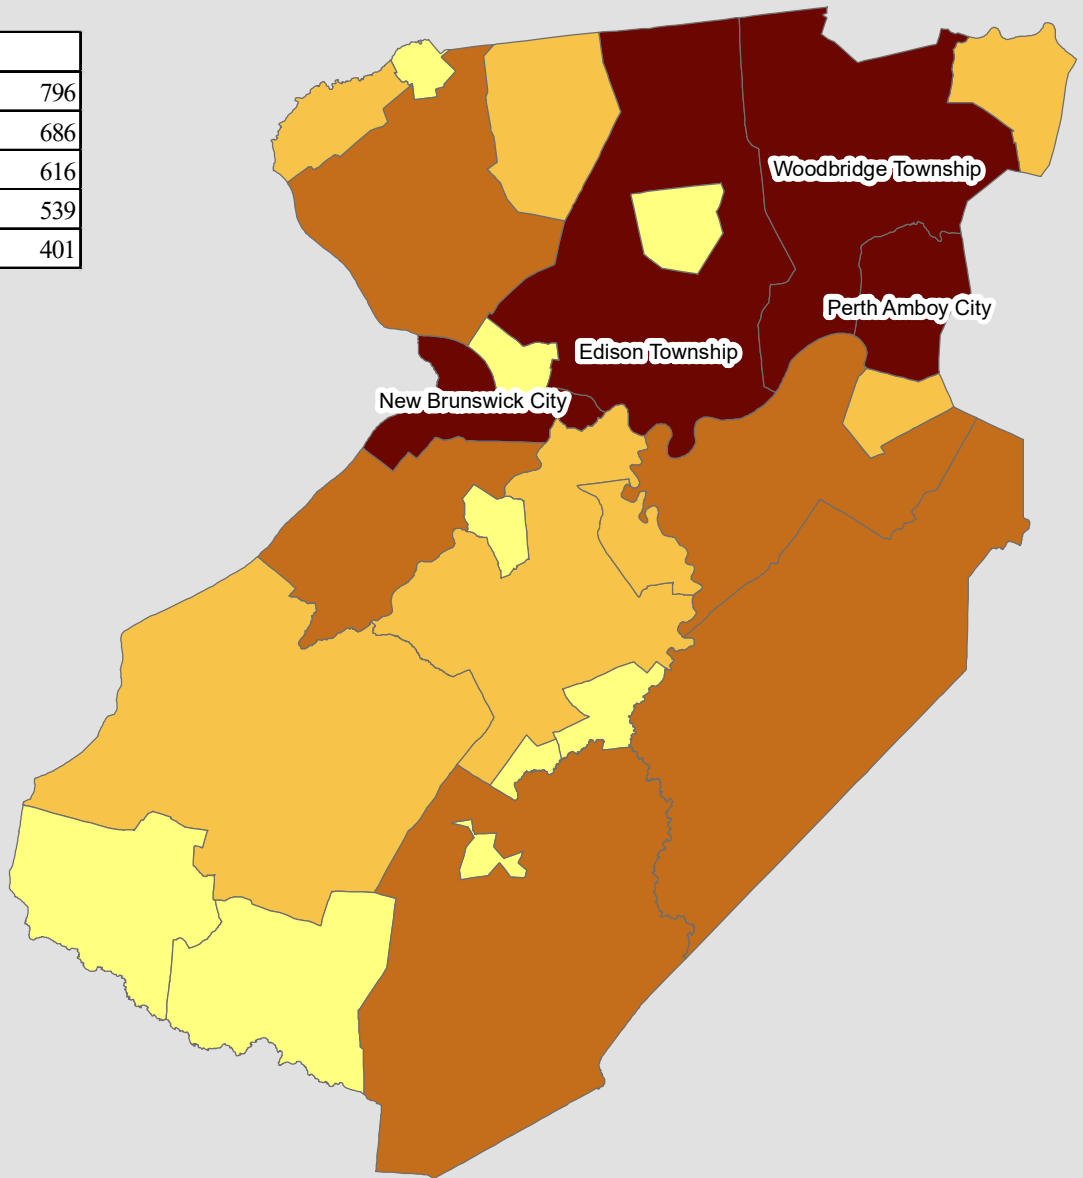 796
686
616
539
401
Woodbridge Township
Perth Amboy City
Edison Township
New Brunswick City